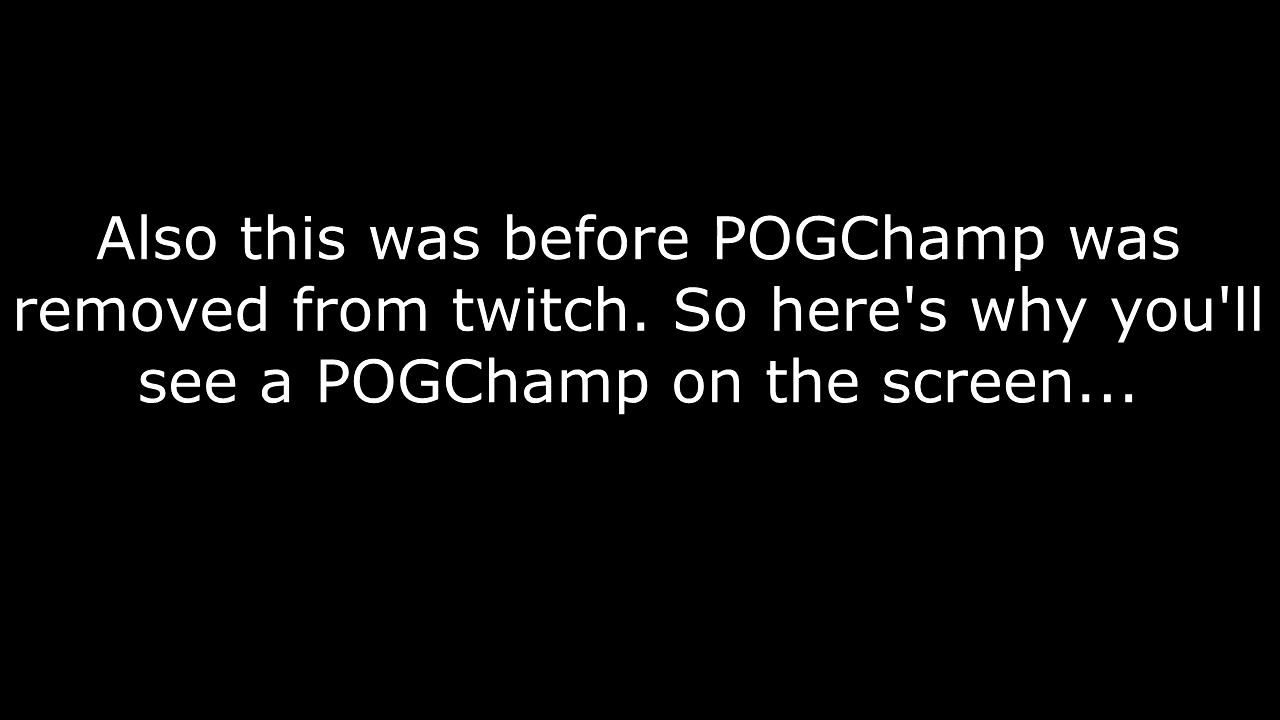 Also this was before POGChamp was
removed from twitch. So here's why you'll
see a POGChamp on the screen...